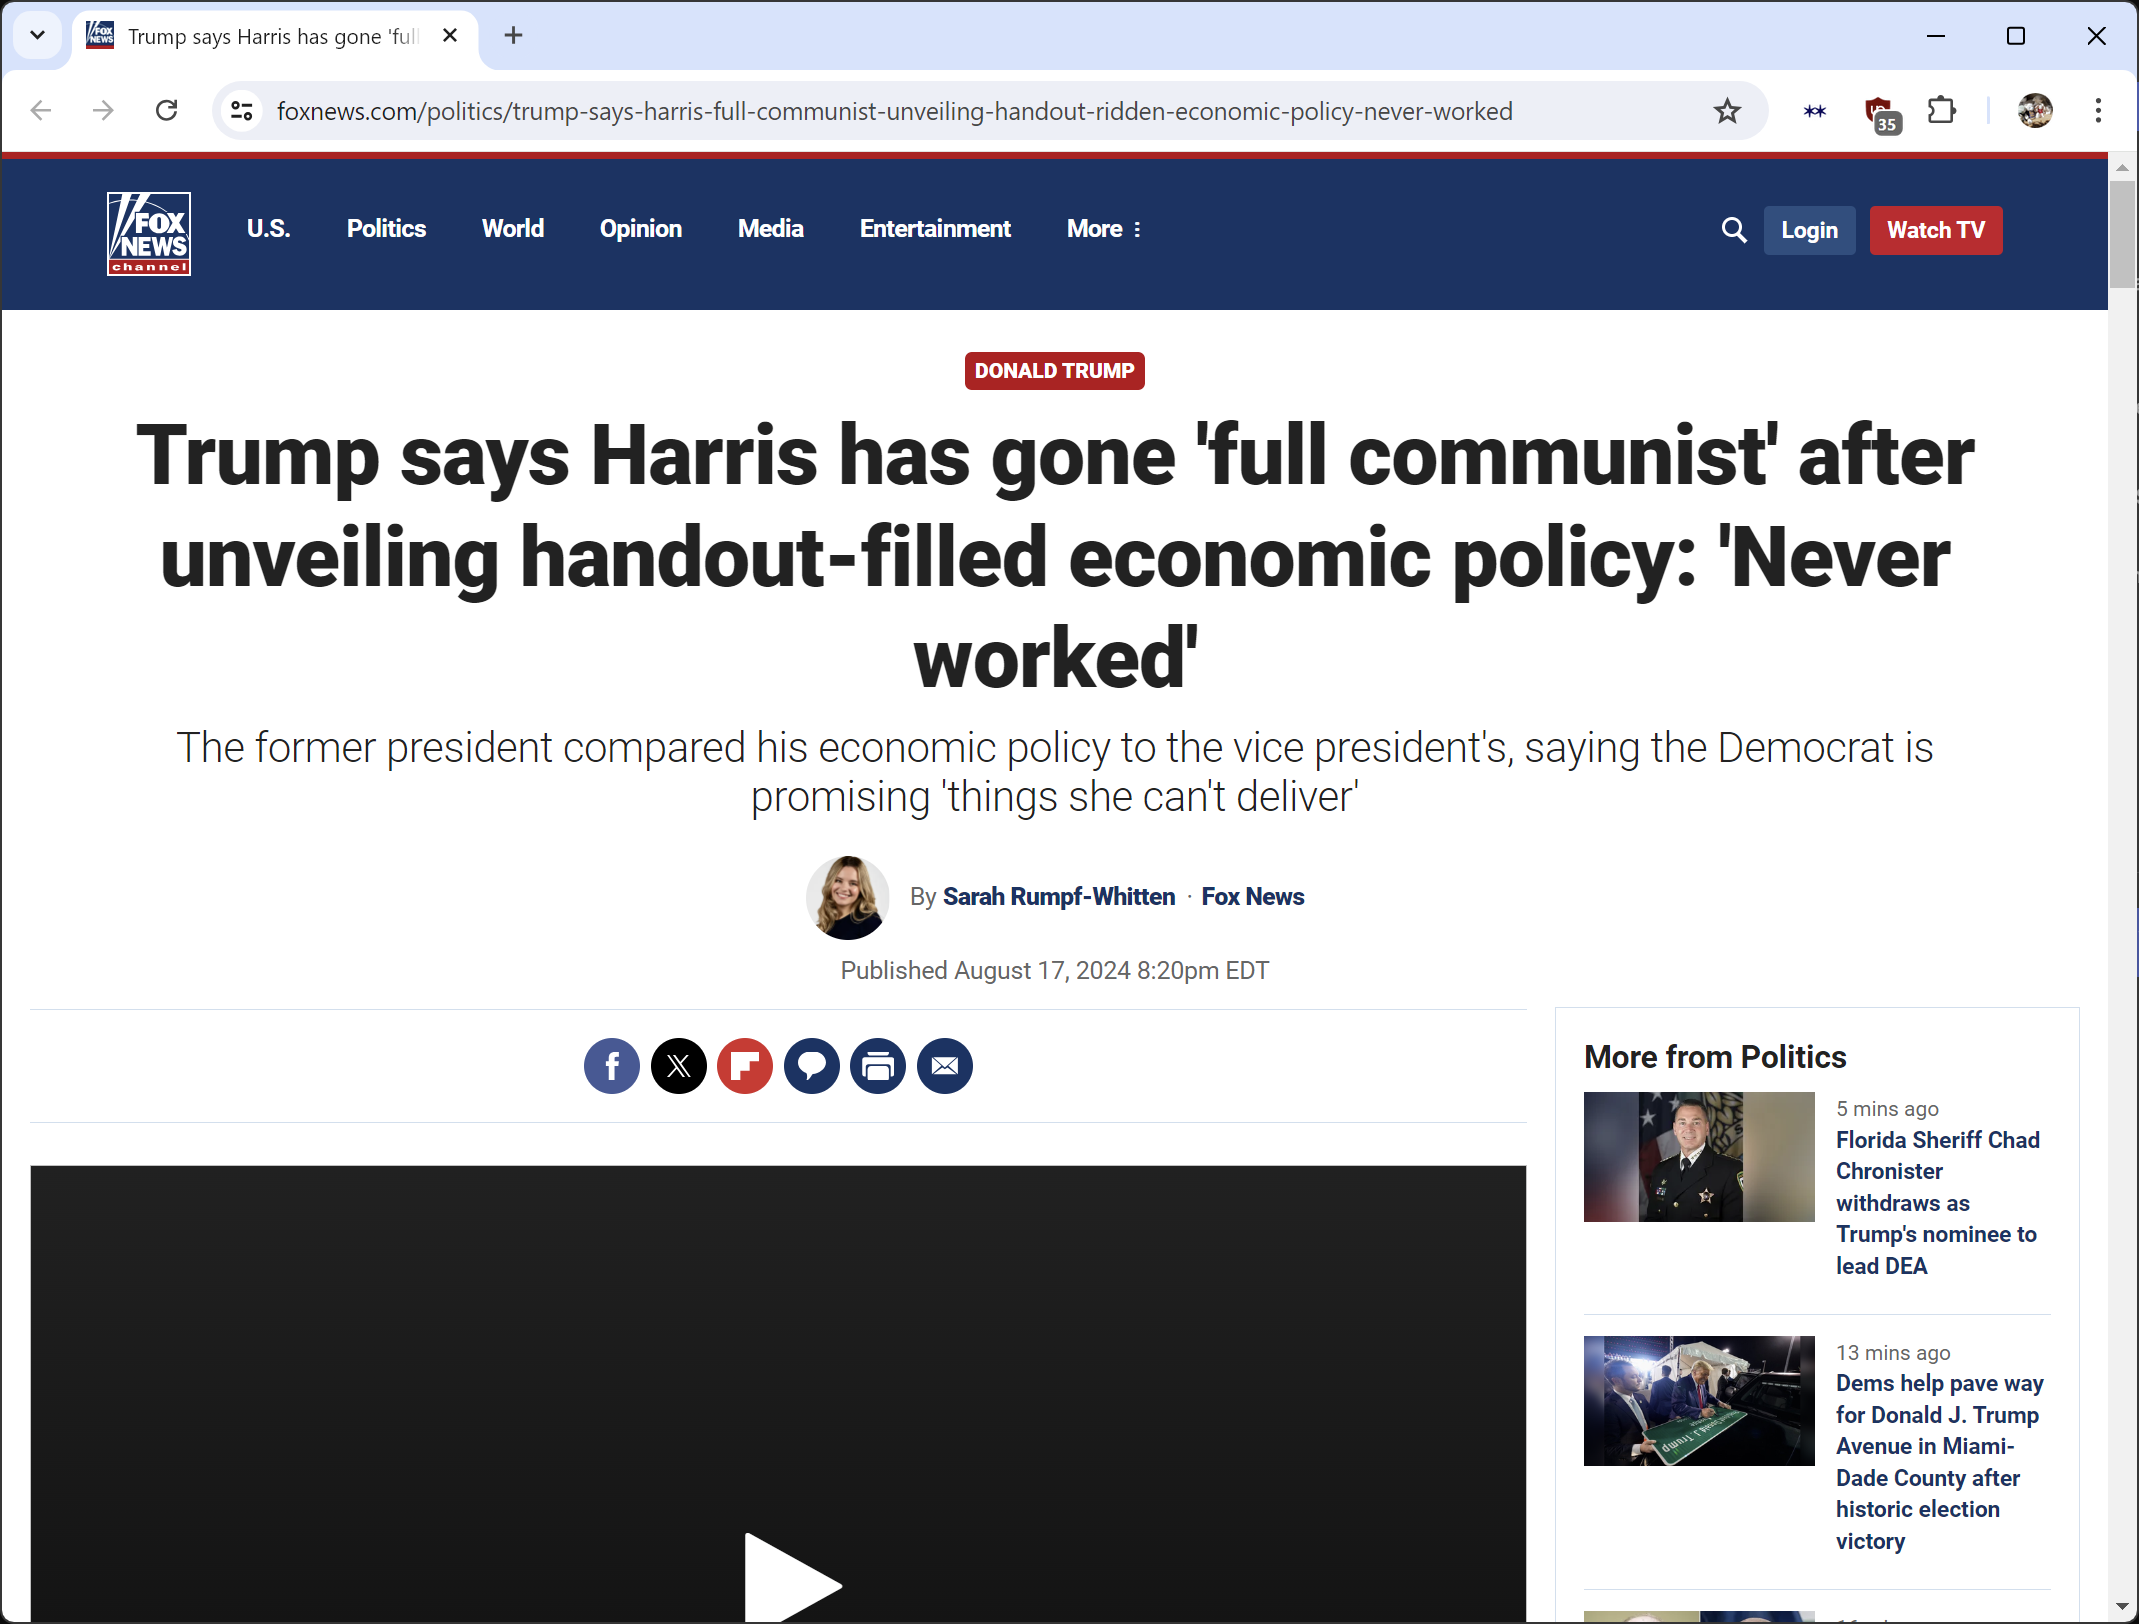 Trump says Harris has gone 'full
foxnews.com/politics/trump-says-harris-full-communist-unveiling-handout-ridden-economic-policy-never-worked
35
FOX
NEWS
channel
U.S.
Politics
World
Opinion
Media
Entertainment
More
Login
Watch TV
DONALD TRUMP
Trump says Harris has gone 'full communist' after
unveiling handout-filled economic policy: 'Never
worked'
The former president compared his economic policy to the vice president's, saying the Democrat is
promising 'things she can't deliver'
By Sarah Rumpf-Whitten · Fox News
Published August 17, 2024 8:20pm EDT
More from Politics
5 mins ago
Florida Sheriff Chad
Chronister
withdraws as
Trump's nominee to
lead DEA
13 mins ago
Dems help pave way
for Donald J. Trump
Avenue in Miami-
Dade County after
historic election
victory